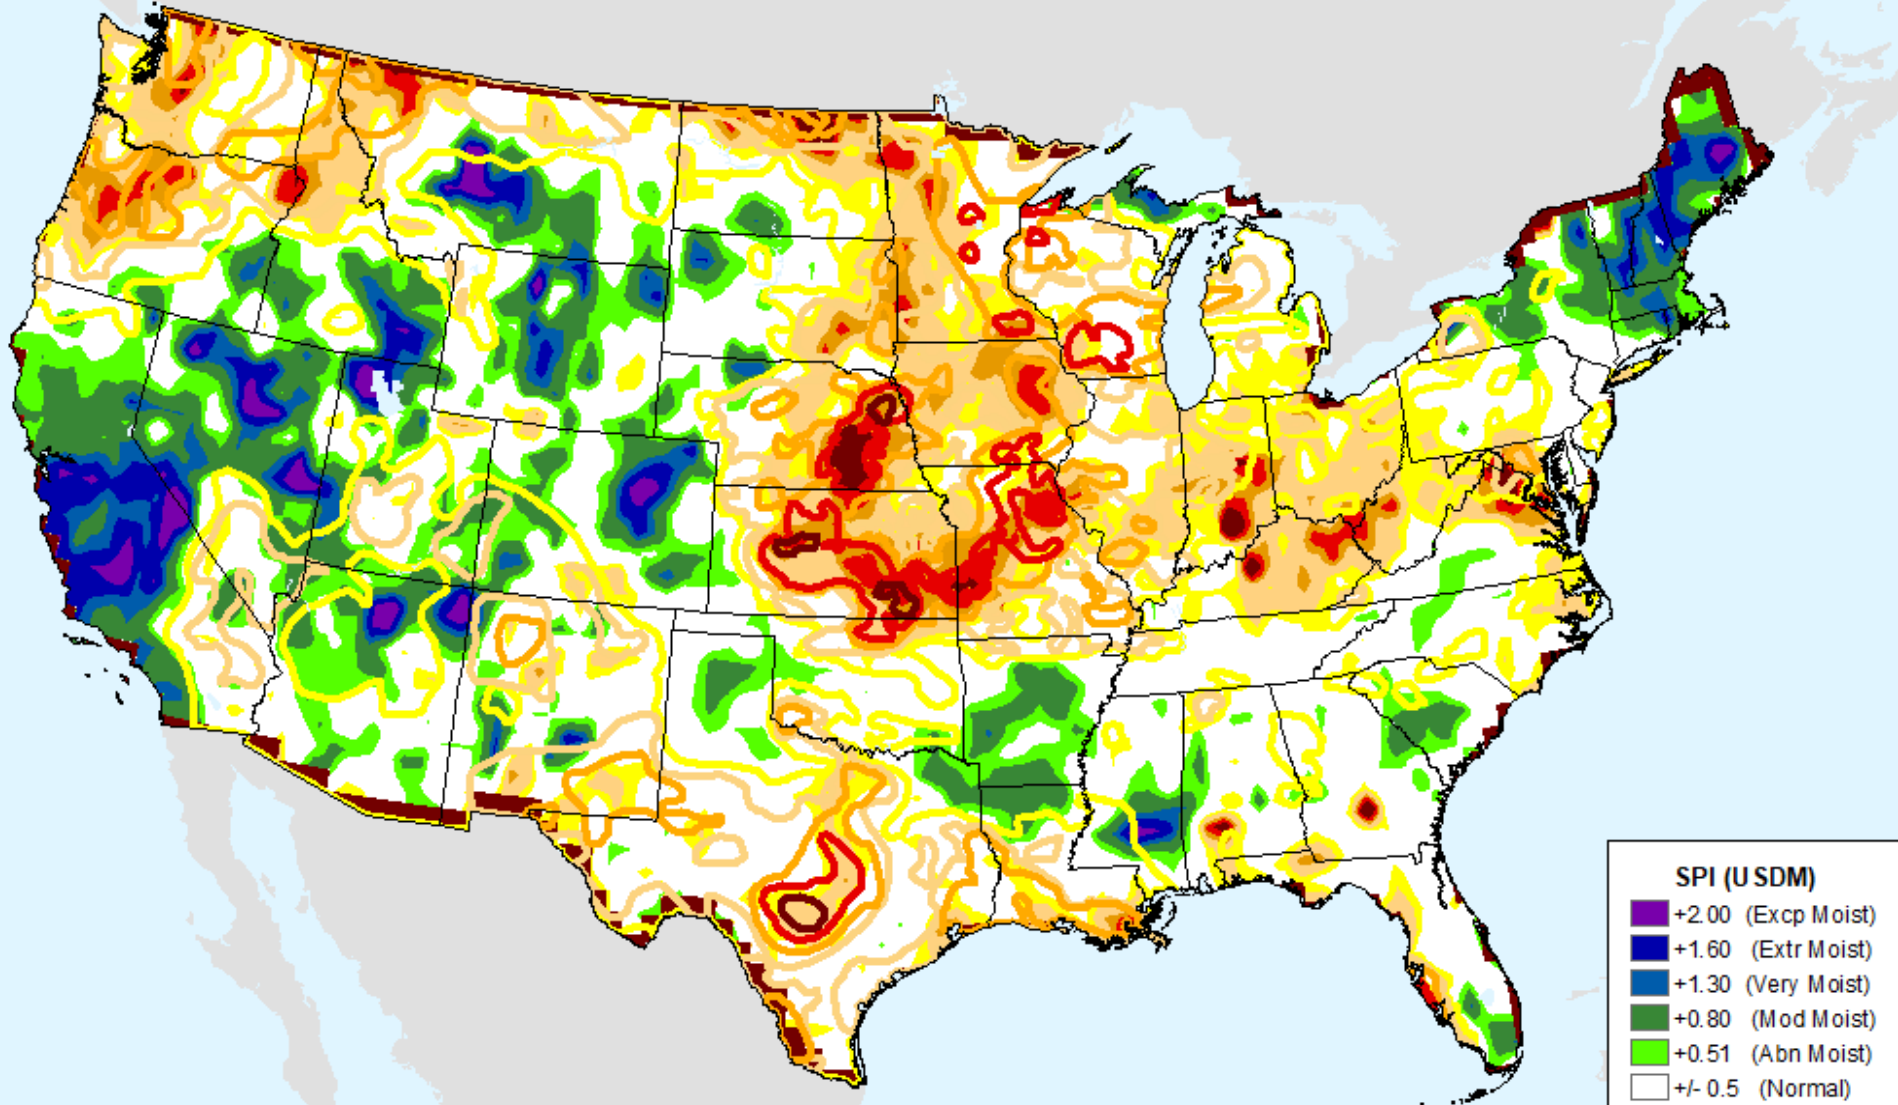 SPI (USDM)
+2.00 (Excp Moist)
+1.60 (Extr Moist)
+1.30 (Very Moist)
+0.80 (Mod Moist)
+0.51 (Abn Moist)
+/- 0.5 (Normal)